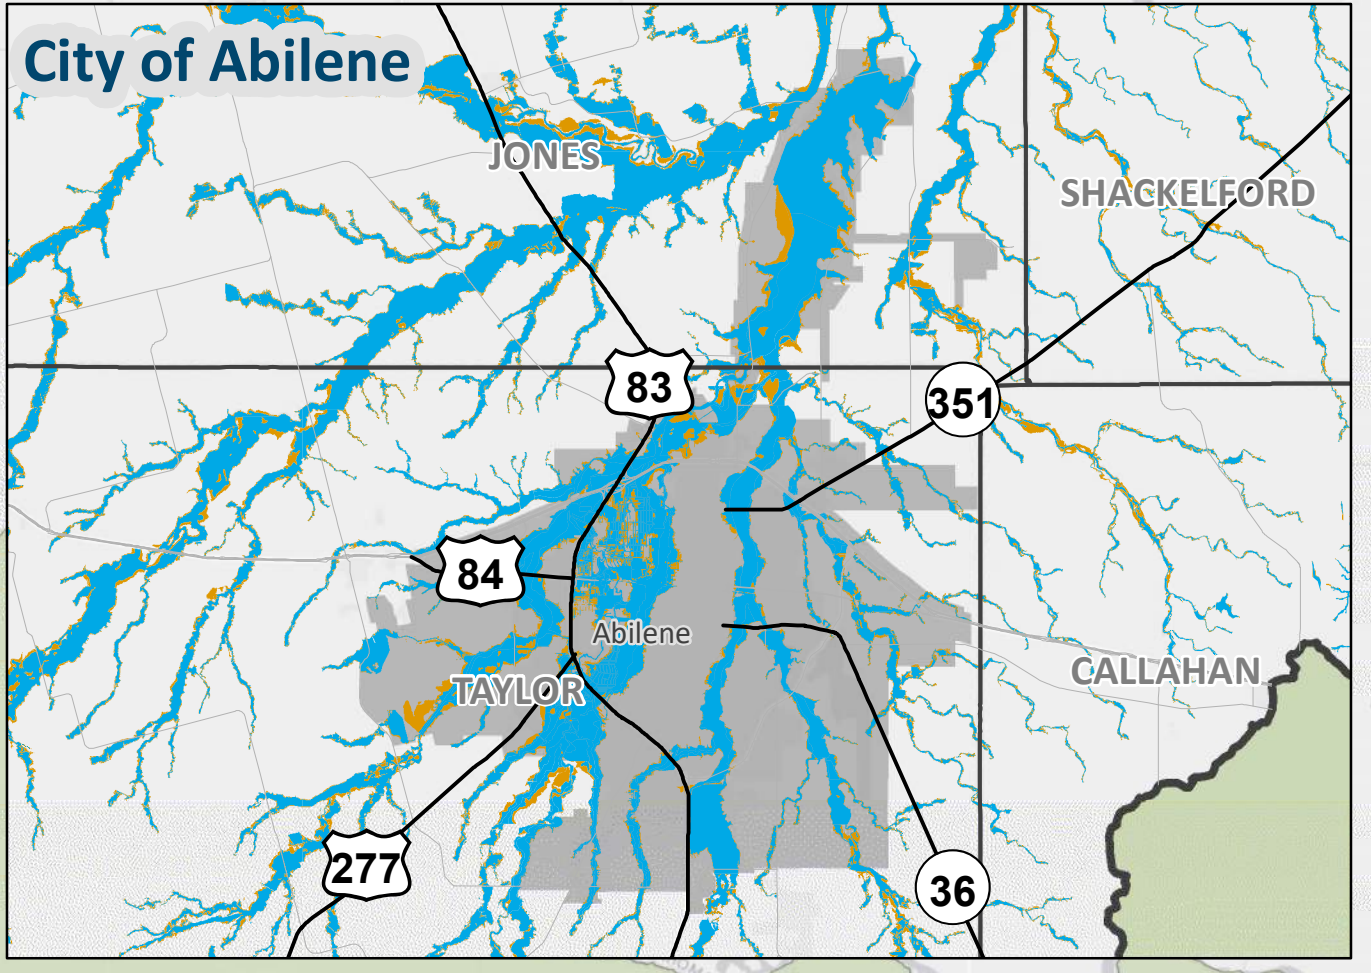 City of Abilene
JONES
SHACKELFORD
83
351
84
Abilene
TAYLOR
CALLAHAN
277
36